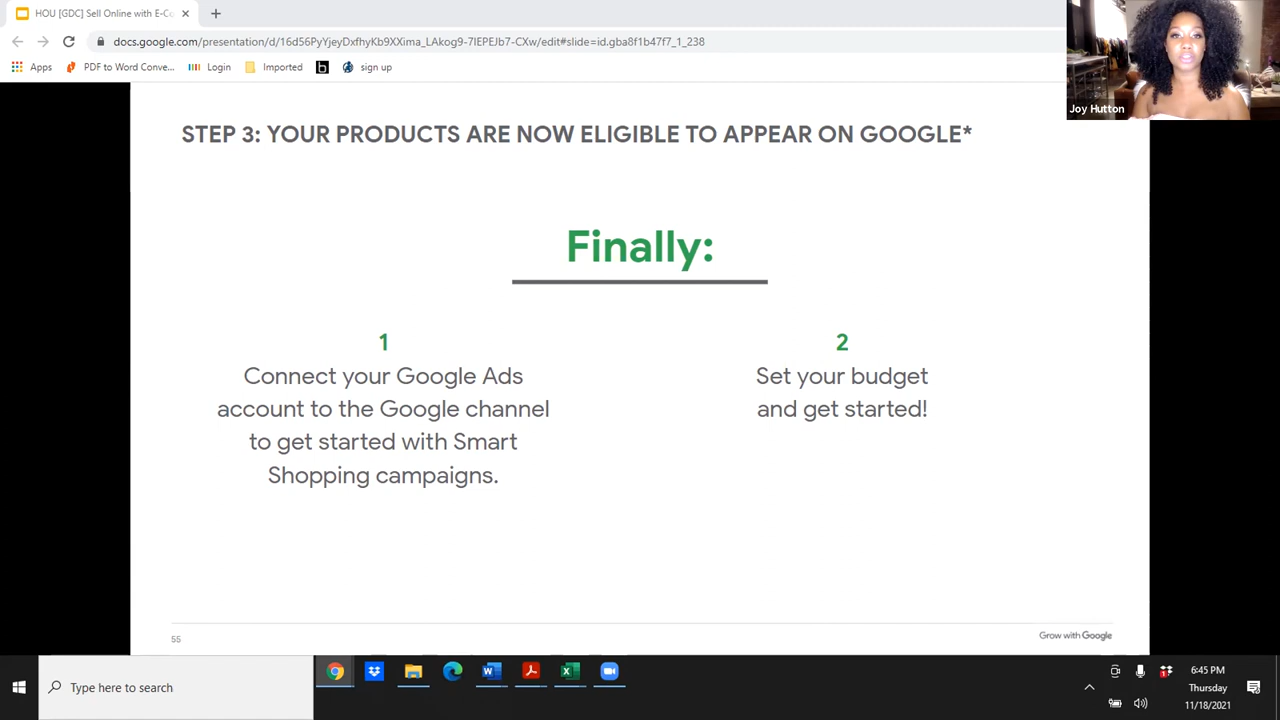 HOU [GDC] Sell Online with E-Co
docs.google.com/presentation/d/16d56PyYjeyDxfhyKb9XXima_LAkog9-7IEPEJb7-CXw/edit#slide=id.gba8f1b47f7_1_238
Apps PDF to Word Conve... Login Imported b sign up
Joy Hutton
STEP 3: YOUR PRODUCTS ARE NOW ELIGIBLE TO APPEAR ON GOOGLE*
Finally:
1
Connect your Google Ads
account to the Google channel
to get started with Smart
Shopping campaigns.
2
Set your budget
and get started!
55
Grow with Google
Type here to search
6:45 PM
Thursday
11/18/2021